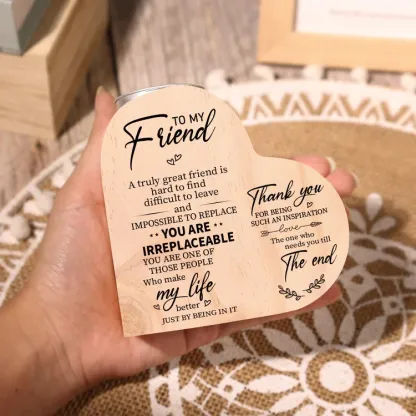 TO MY
Friend
A truly great friend is
hard to find
difficult to leave
and
IMPOSSIBLE TO REPLACE
YOU ARE
IRREPLACEABLE
YOU ARE ONE OF
THOSE PEOPLE
Who make
my life
better
JUST BY BEING IN IT
Thank you
FOR BEING
SUCH AN INSPIRATION
love
The one who
needs you till
The end